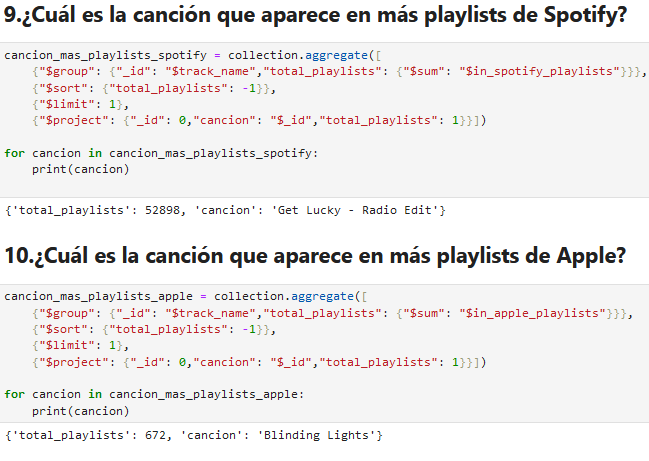 9.¿Cuál es la canción que aparece en más playlists de Spotify?
cancion_mas_playlists_spotify = collection.aggregate([
    {"$group": {"_id": "$track_name","total_playlists": {"$sum": "$in_spotify_playlists"}}},
    {"$sort": {"total_playlists": -1}},
    {"$limit": 1},
    {"$project": {"_id": 0,"cancion": "$_id","total_playlists": 1}}])
for cancion in cancion_mas_playlists_spotify:
    print(cancion)
{'total_playlists': 52898, 'cancion': 'Get Lucky - Radio Edit'}
10.¿Cuál es la canción que aparece en más playlists de Apple?
cancion_mas_playlists_apple = collection.aggregate([
    {"$group": {"_id": "$track_name","total_playlists": {"$sum": "$in_apple_playlists"}}},
    {"$sort": {"total_playlists": -1}},
    {"$limit": 1},
    {"$project": {"_id": 0,"cancion": "$_id","total_playlists": 1}}])
for cancion in cancion_mas_playlists_apple:
    print(cancion)
{'total_playlists': 672, 'cancion': 'Blinding Lights'}